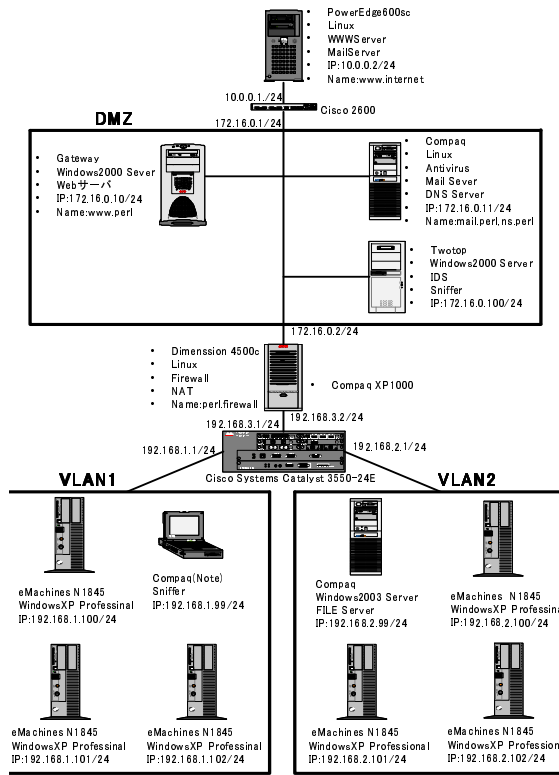 PowerEdge600sc
Linux
WWWServer
MailServer
IP:10.0.0.2/24
Name:www.internet
10.0.0.1./24
Cisco 2600
172.16.0.1/24
DMZ
Gateway
Windows2000 Sever
Webサーバ
IP:172.16.0.10/24
Name:www.perl
Compaq
Linux
Antivirus
Mail Sever
DNS Server
IP:172.16.0.11/24
Name:mail.perl,ns.perl
Twotop
Windows2000 Server
IDS
Sniffer
IP:172.16.0.100/24
172.16.0.2/24
Dimenssion 4500c
Linux
Firewall
NAT
Name:perl.firewall
Compaq XP1000
192.168.3.2/24
192.168.3.1/24
192.168.1.1/24
192.168.2.1/24
Cisco Systems Catalyst 3550-24E
VLAN1
VLAN2
eMachines N1845
WindowsXP Professinal
IP:192.168.1.100/24
Compaq(Note)
Sniffer
IP:192.168.1.99/24
Compaq
Windows2003 Server
FILE Server
IP:192.168.2.99/24
eMachines N1845
WindowsXP Professina
IP:192.168.2.100/24
eMachines N1845
WindowsXP Professinal
IP:192.168.1.101/24
eMachines N1845
WindowsXP Professinal
IP:192.168.1.102/24
eMachines N1845
WindowsXP Professional
IP:192.168.2.101/24
eMachines N1845
WindowsXP Profession
IP:192.168.2.102/24